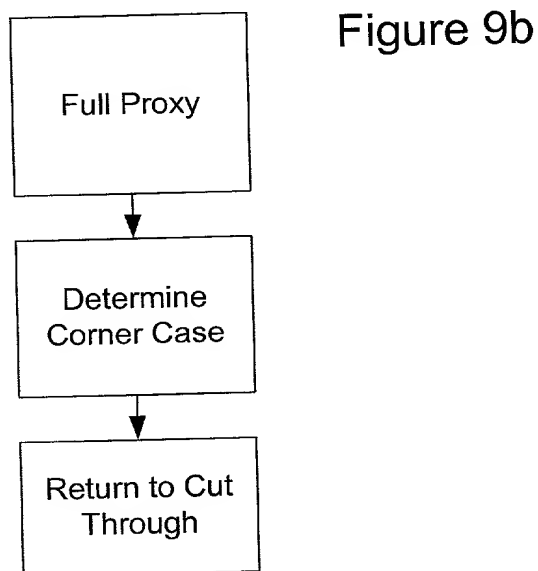 Figure 9b
Full Proxy
Determine
Corner Case
Return to Cut
Through